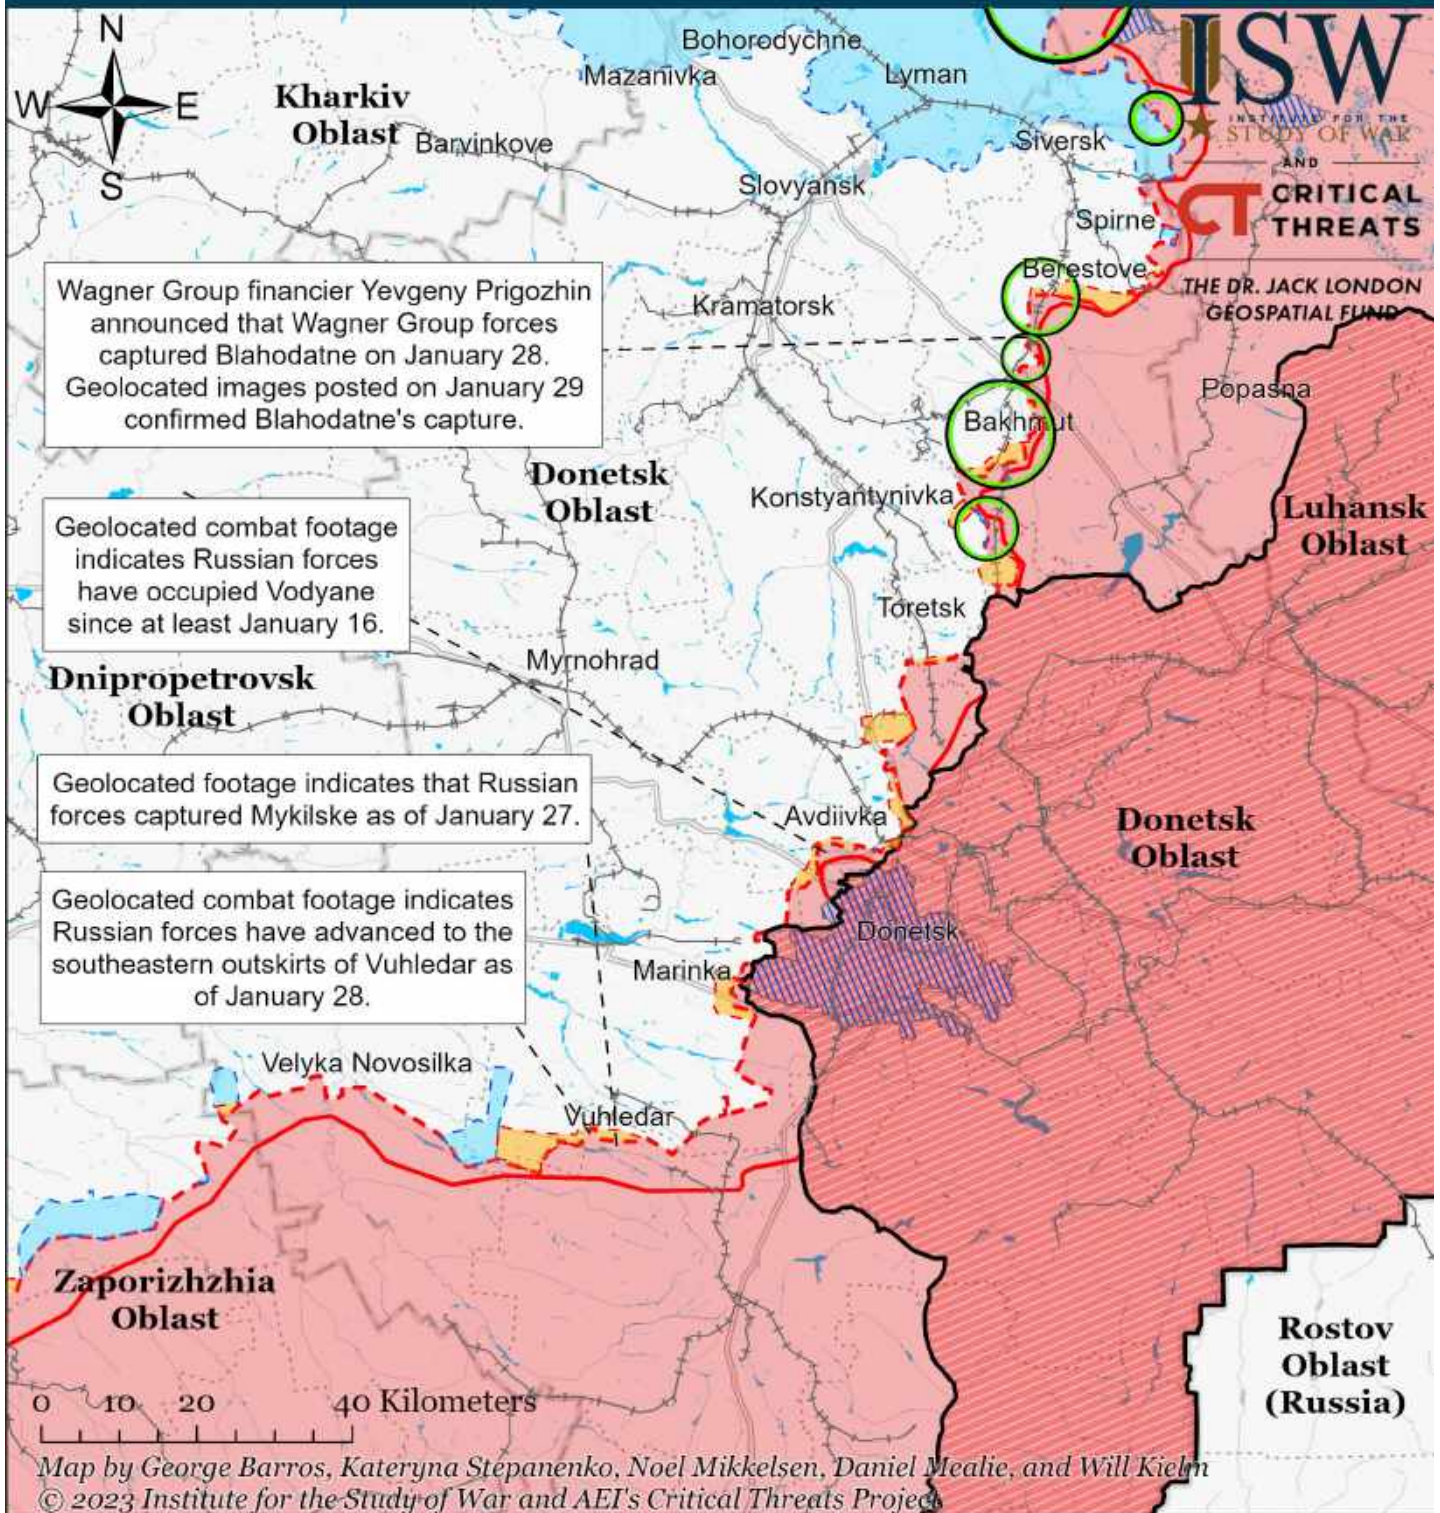 N
W
E
S
Kharkiv
Oblast
Barvinkove
Mazanivka
Bohorodychne
Lyman
Siversk
Slovyansk
Spirne
Berestove
Kramatorsk
Popasna
Bakhmut
ISW
INSTITUTE FOR THE
STUDY OF WAR
AND
CT CRITICAL
THREATS
THE DR. JACK LONDON
GEOSPATIAL FUND
Wagner Group financier Yevgeny Prigozhin
announced that Wagner Group forces
captured Blahodatne on January 28.
Geolocated images posted on January 29
confirmed Blahodatne's capture.
Donetsk
Oblast
Konstyantynivka
Luhansk
Oblast
Geolocated combat footage
indicates Russian forces
have occupied Vodyane
since at least January 16.
Toretsk
Myrnohrad
Dnipropetrovsk
Oblast
Geolocated footage indicates that Russian
forces captured Mykilske as of January 27.
Avdiivka
Donetsk
Oblast
Geolocated combat footage indicates
Russian forces have advanced to the
southeastern outskirts of Vuhledar as
of January 28.
Donetsk
Marinka
Velyka Novosilka
Vuhledar
Zaporizhzhia
Oblast
Rostov
Oblast
(Russia)
0 10 20 40 Kilometers
Map by George Barros, Kateryna Stepanenko, Noel Mikkelsen, Daniel Mealie, and Will Kielm
© 2023 Institute for the Study of War and AEI's Critical Threats Project